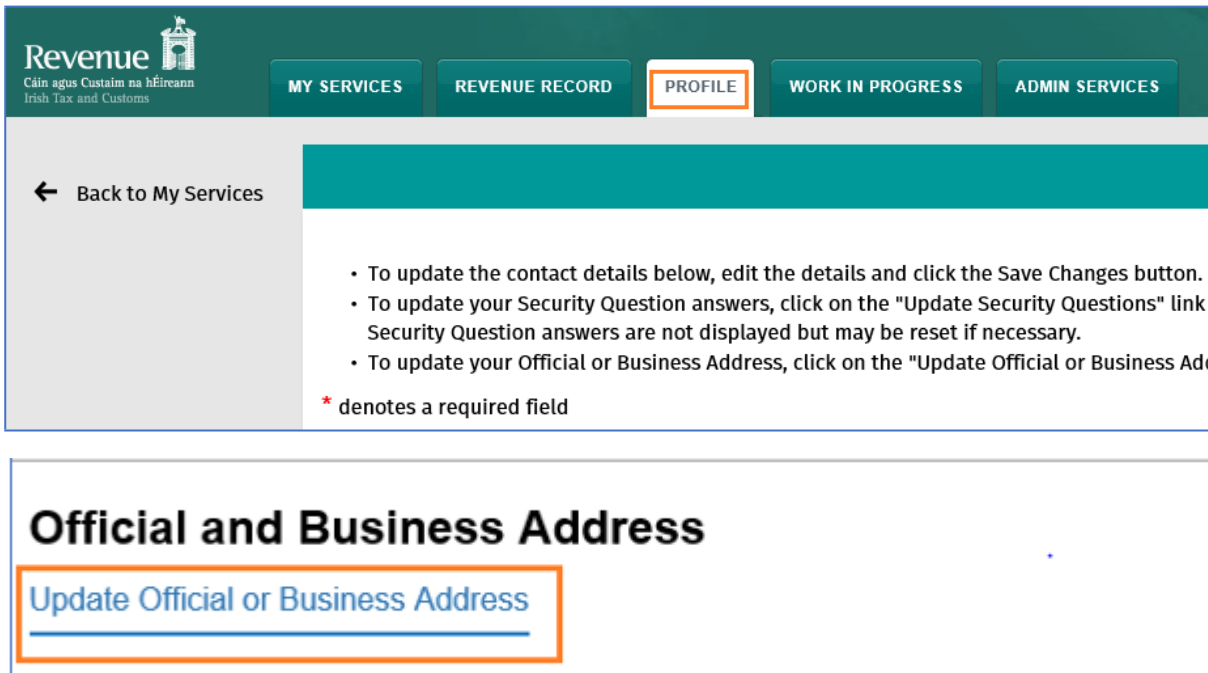 Revenue
Cáin agus Custaim na hÉireann
Irish Tax and Customs
MY SERVICES
REVENUE RECORD
PROFILE
WORK IN PROGRESS
ADMIN SERVICES
Back to My Services
• To update the contact details below, edit the details and click the Save Changes button.
• To update your Security Question answers, click on the "Update Security Questions" link
Security Question answers are not displayed but may be reset if necessary.
• To update your Official or Business Address, click on the "Update Official or Business
* denotes a required field
Official and Business Address
Update Official or Business Address